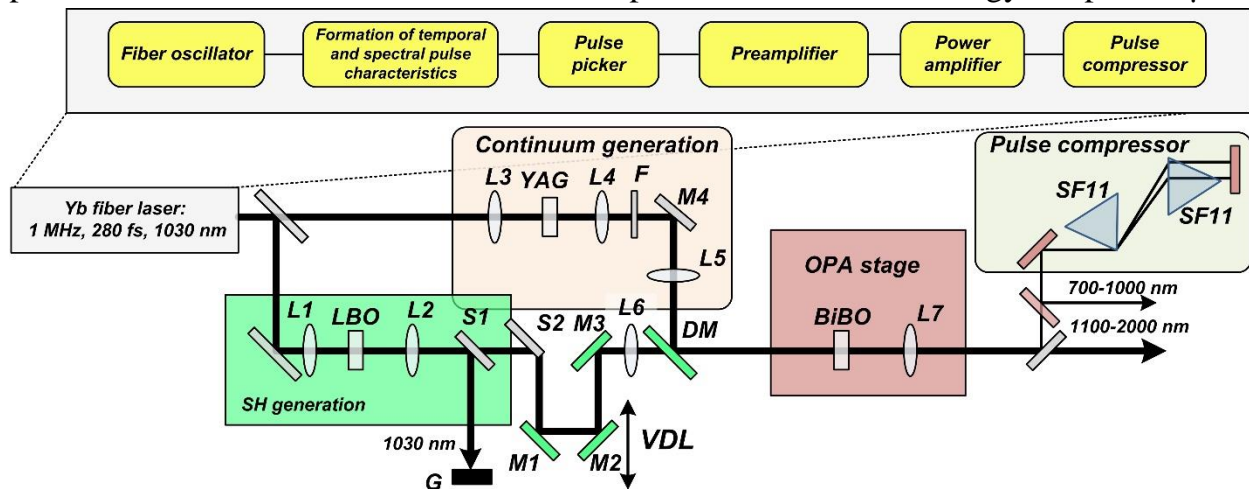 Fiber oscillator
Formation of temporal
and spectral pulse
characteristics
Pulse
picker
Preamplifier
Power
amplifier
Pulse
compressor
Continuum generation
L3 YAG L4 F M4
L5
Yb fiber laser:
1 MHz, 280 fs, 1030 nm
Pulse compressor
SF11
SF11
OPA stage
700-1000 nm
1100-2000 nm
L1 LBO L2 S1 S2 M3 L6 DM
BiBO L7
SH generation
1030 nm
G
M1 M2 VDL